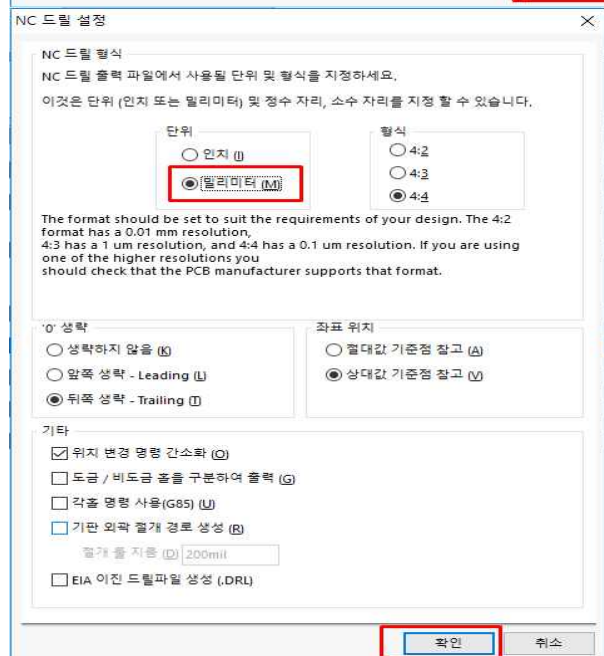 NC 드릴 설정
NC 드릴 형식
NC 드릴 출력 파일에서 사용될 단위 및 형식을 지정하세요.
이것은 단위 (인치 또는 밀리미터) 및 정수 자리, 소수 자리를 지정 할 수 있습니다.
단위
인치 (I)
밀리미터 (M)
형식
4:2
4:3
4:4
The format should be set to suit the requirements of your design. The 4:2
format has a 0.01 mm resolution,
4:3 has a 1 um resolution, and 4:4 has a 0.1 um resolution. If you are using
one of the higher resolutions you
should check that the PCB manufacturer supports that format.
'0' 생략
생략하지 않음 (K)
앞쪽 생략 - Leading (L)
뒤쪽 생략 - Trailing (T)
좌표 위치
절대값 기준점 참고 (A)
상대값 기준점 참고 (V)
기타
위치 변경 명령 간소화 (O)
도금 / 비도금 홀을 구분하여 출력 (G)
각홀 명령 사용(G85) (U)
기판 외곽 절개 경로 생성 (R)
절개 툴 지름 (D) 200mil
EIA 이진 드릴파일 생성 (.DRL)
확인
취소